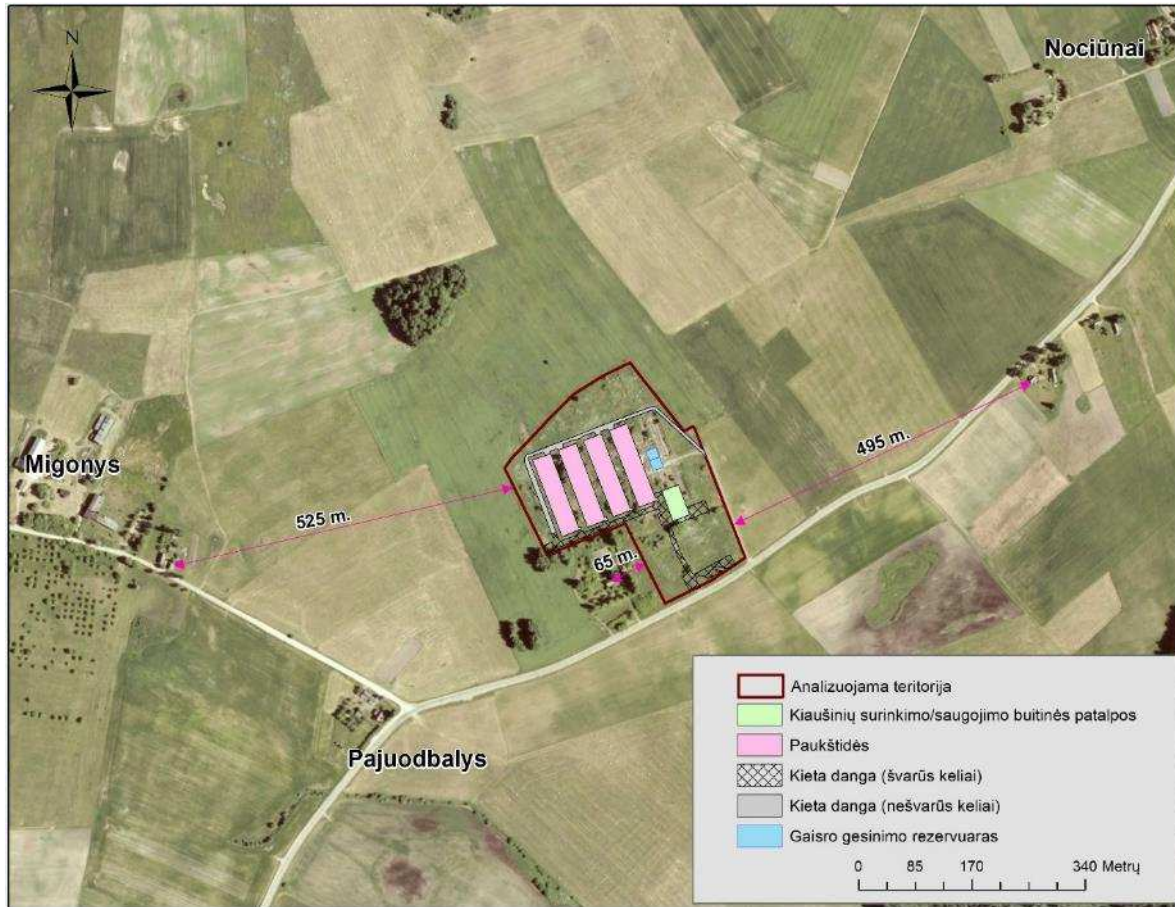 N
Nociūnai
Migonys
525 m.
495 m.
65 m.
Pajuodbalys
Analizuojama teritorija
Kiaušinių surinkimo/saugojimo buitinės patalpos
Paukštidės
Kieta danga (švarūs keliai)
Kieta danga (nešvarūs keliai)
Gaisro gesinimo rezervuaras
0 85 170 340 Metrų